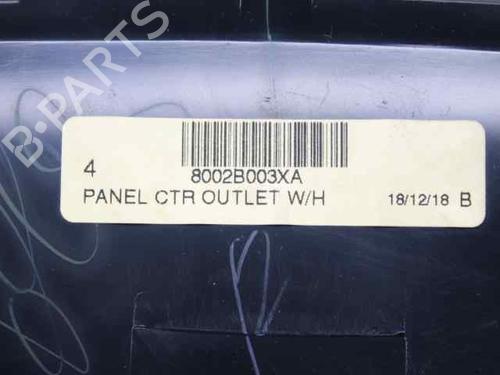 B-PARTS
4
8002B003XA
PANEL CTR OUTLET W/H 18/12/18 B